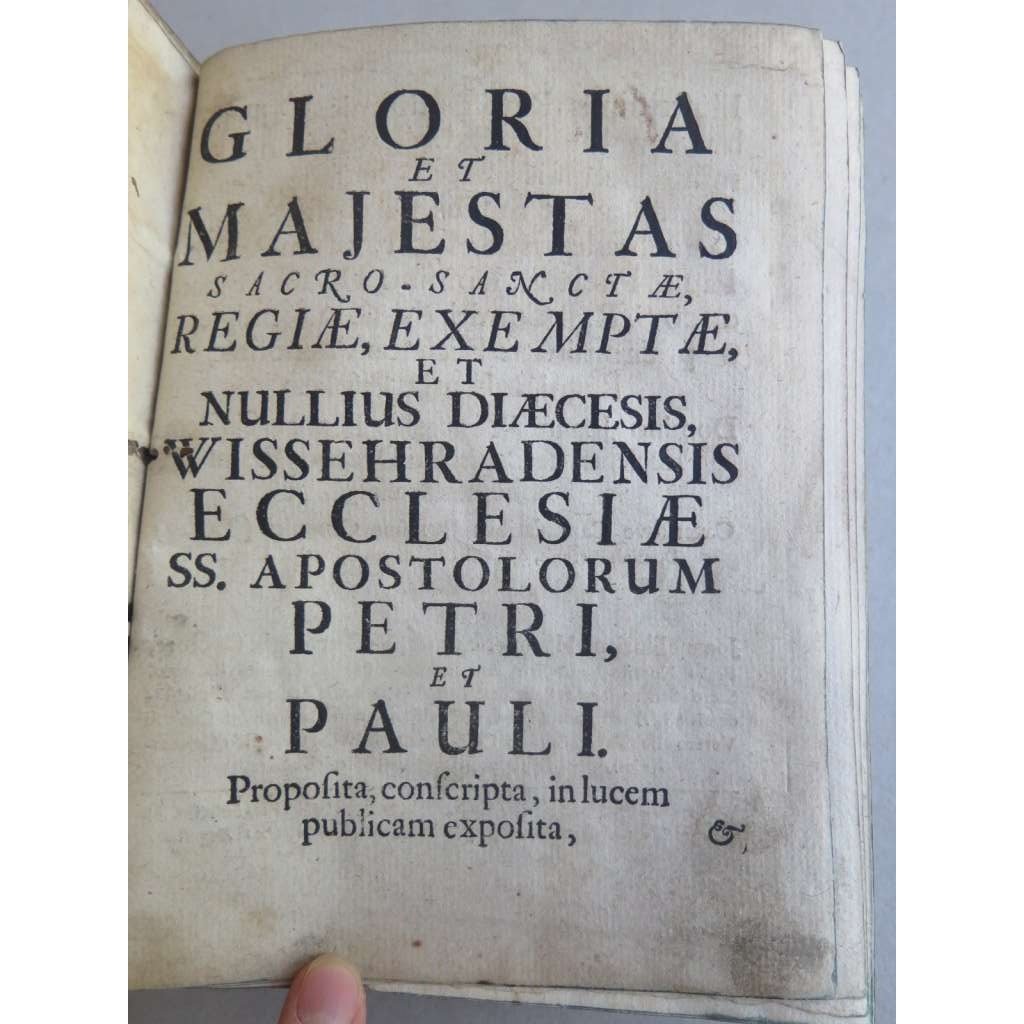 GLORIA
ET
MAJESTAS
SACRO-SANCTÆ,
REGIÆ, EXEMPTÆ,
ET
NULLIUS DIÆCESIS,
WISSEHRADENSIS
ECCLESIÆ
SS. APOSTOLORUM
PETRI,
ET
PAULI.
Propoſita, conſcripta, in lucem
publicam expoſita,
&,